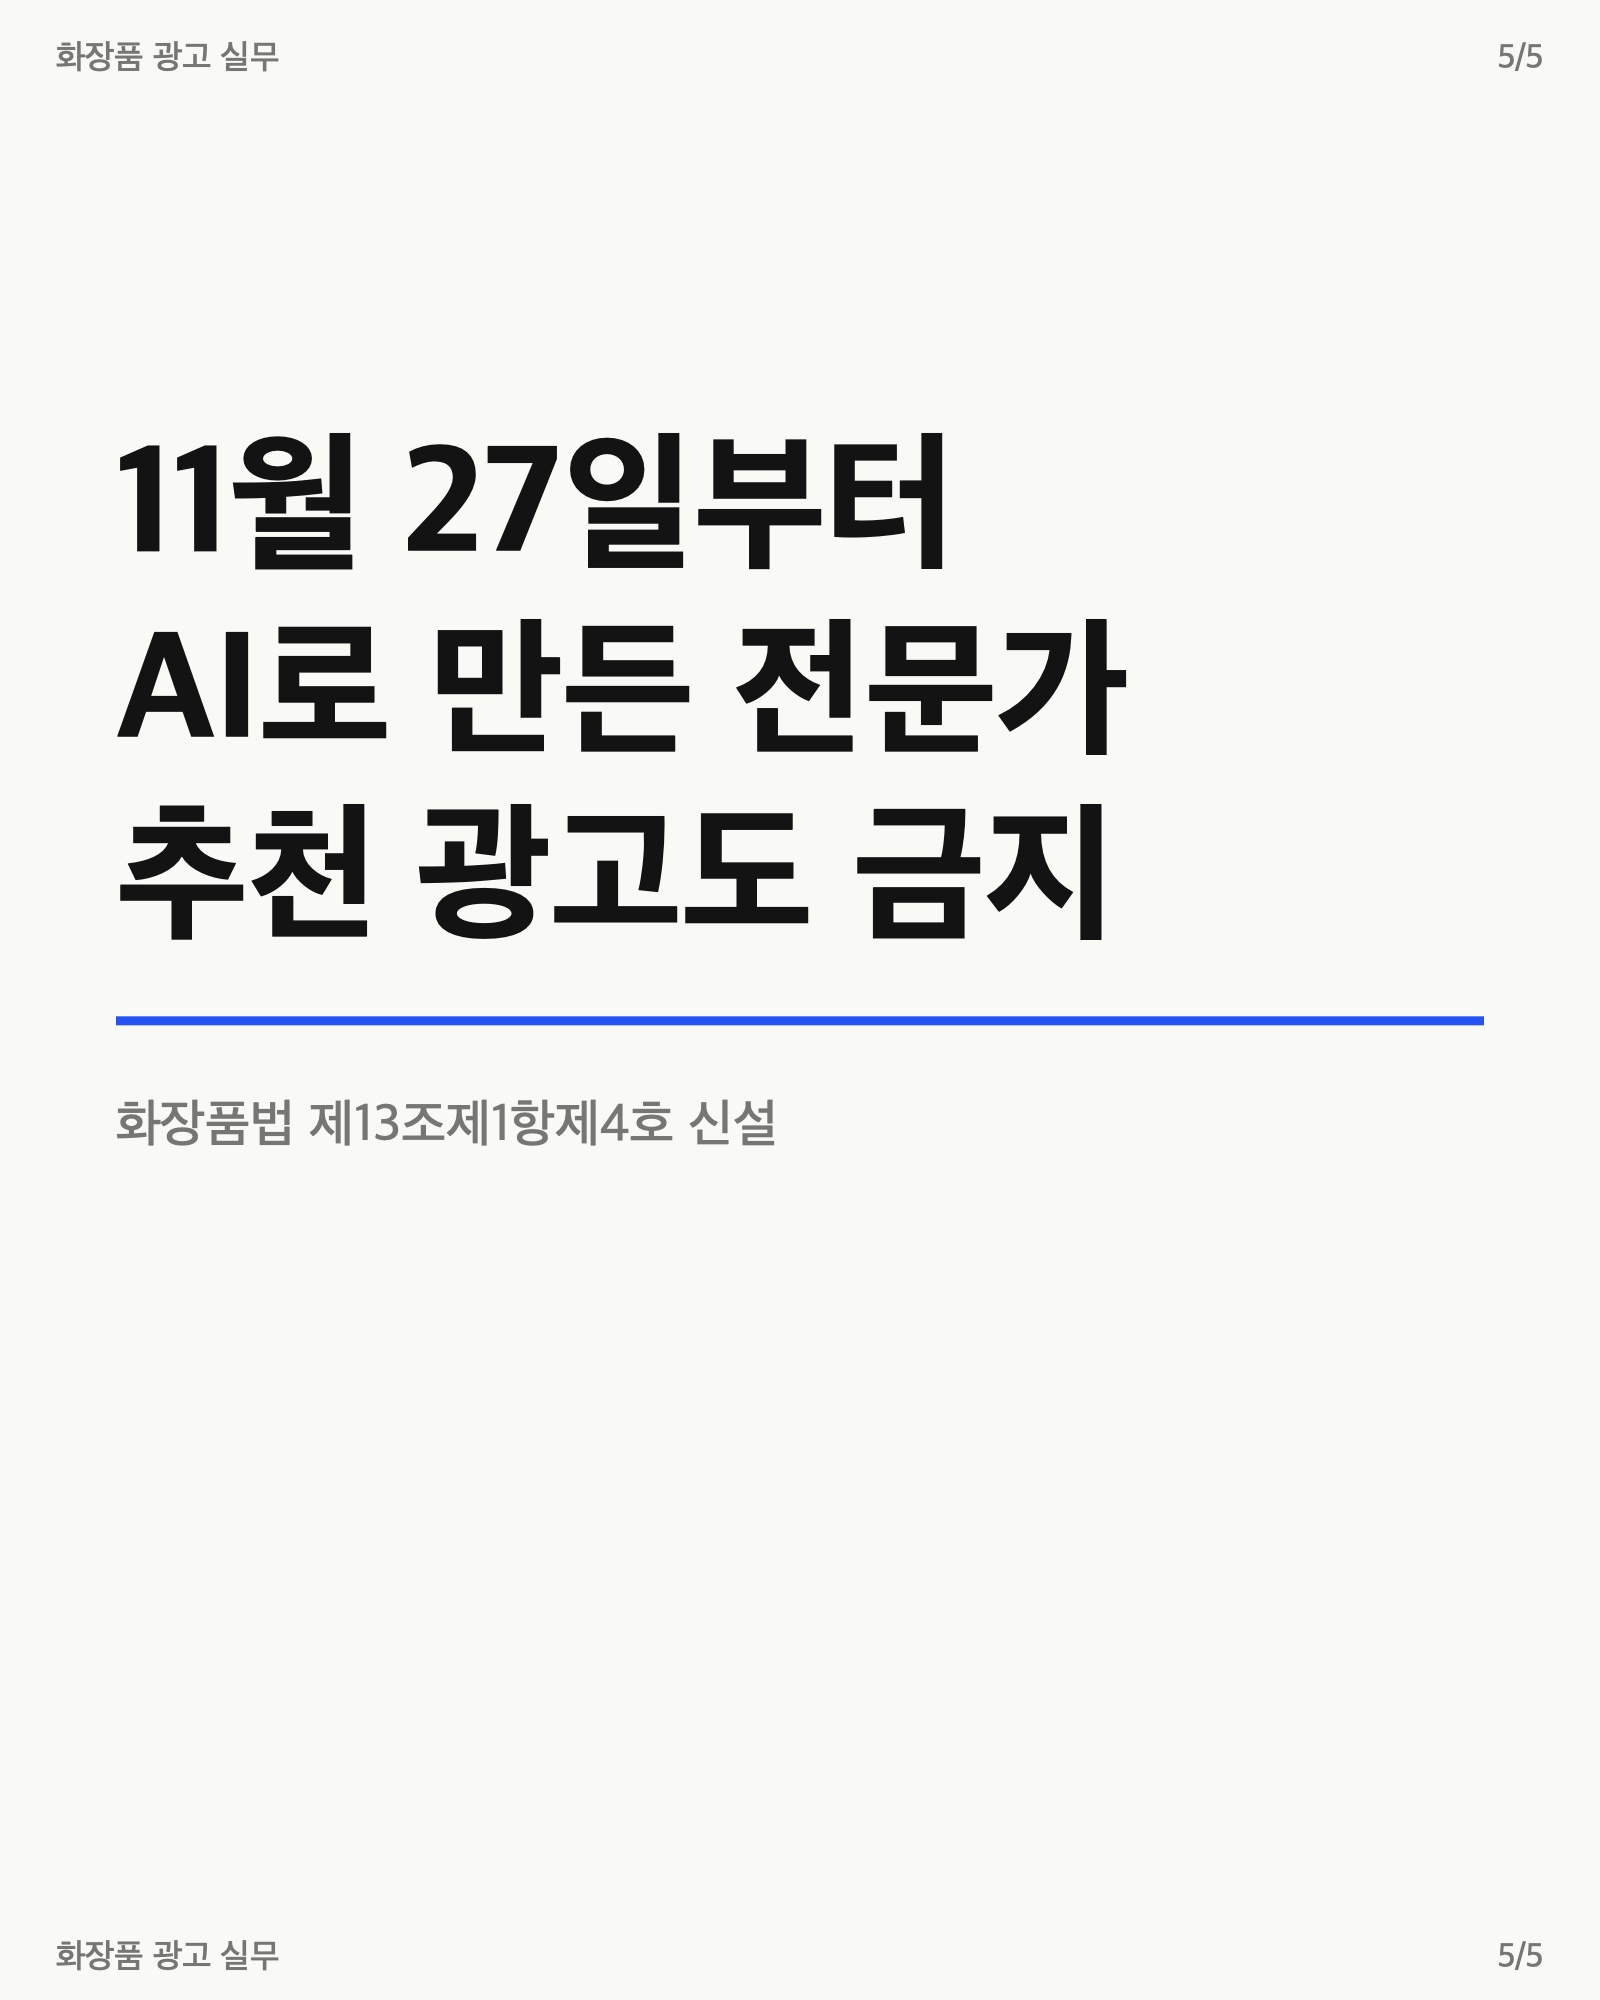 화장품 광고 실무
5/5
11월 27일부터
AI로 만든 전문가
추천 광고도 금지
화장품법 제13조제1항제4호 신설
화장품 광고 실무
5/5